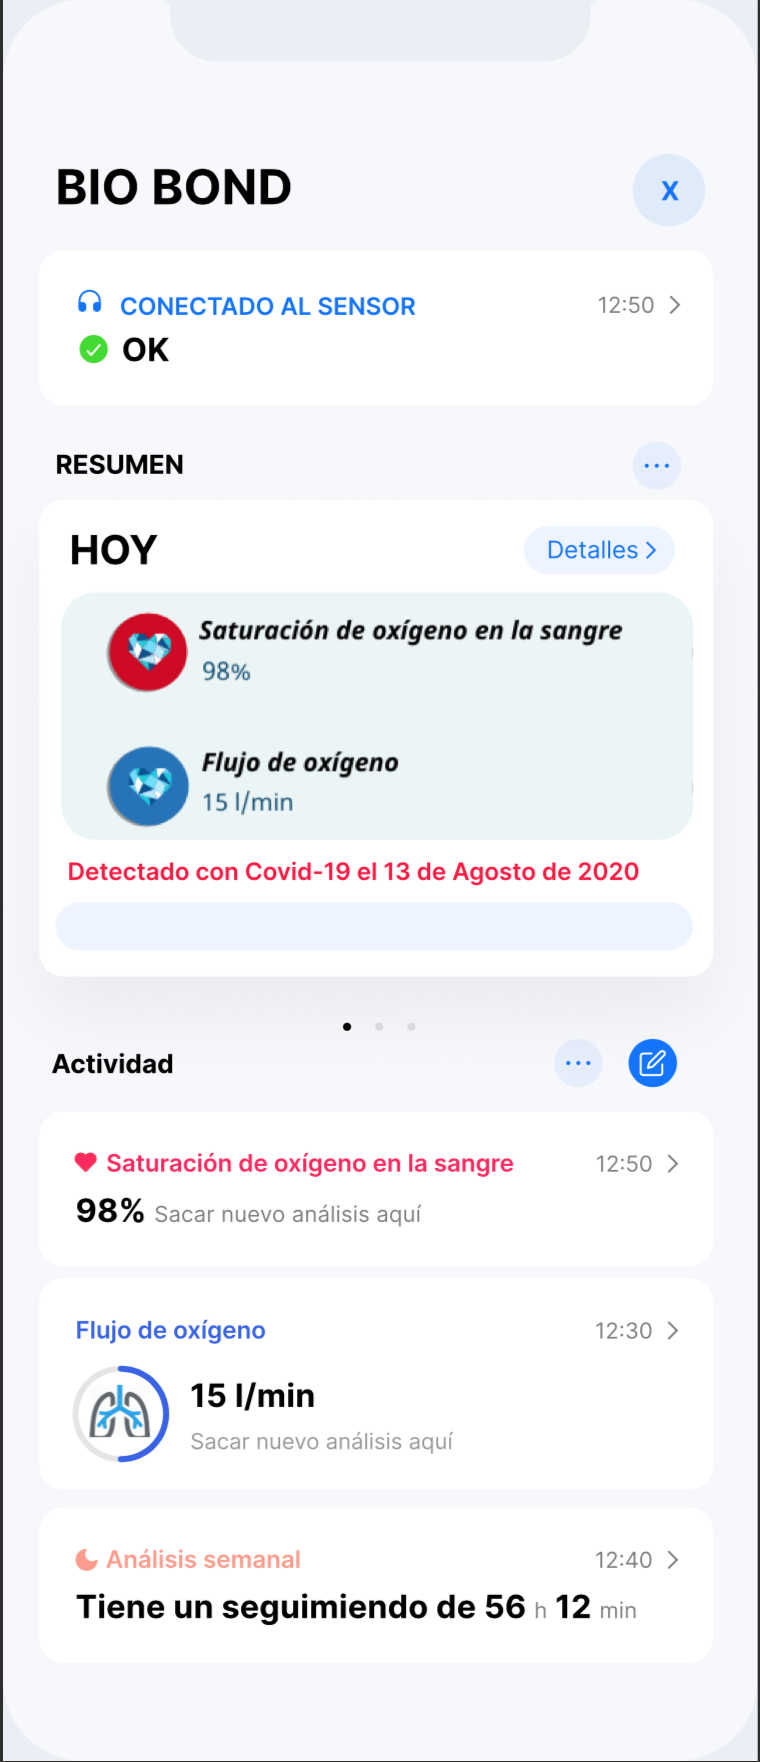 BIO BOND
X
CONECTADO AL SENSOR 12:50
OK
RESUMEN
HOY
Detalles
Saturación de oxígeno en la sangre
98%
Flujo de oxígeno
15 l/min
Detectado con Covid-19 el 13 de Agosto de 2020
Actividad
Saturación de oxígeno en la sangre 12:50
98% Sacar nuevo análisis aquí
Flujo de oxígeno 12:30
15 l/min
Sacar nuevo análisis aquí
Análisis semanal 12:40
Tiene un seguimiendo de 56 h 12 min